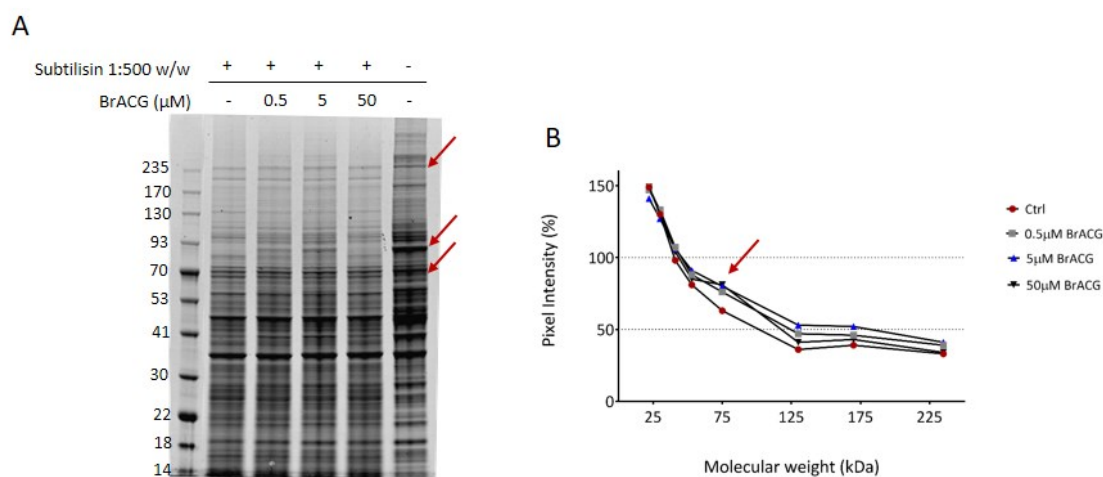 A
Subtilisin 1:500 w/w + + + + -
BrACG (μM) - 0.5 5 50 -
235
170
130
93
70
53
41
30
22
18
14
B
Pixel Intensity (%)
150
100
50
0
25 75 125 175 225
Molecular weight (kDa)
Ctrl
0.5μM BrACG
5μM BrACG
50μM BrACG